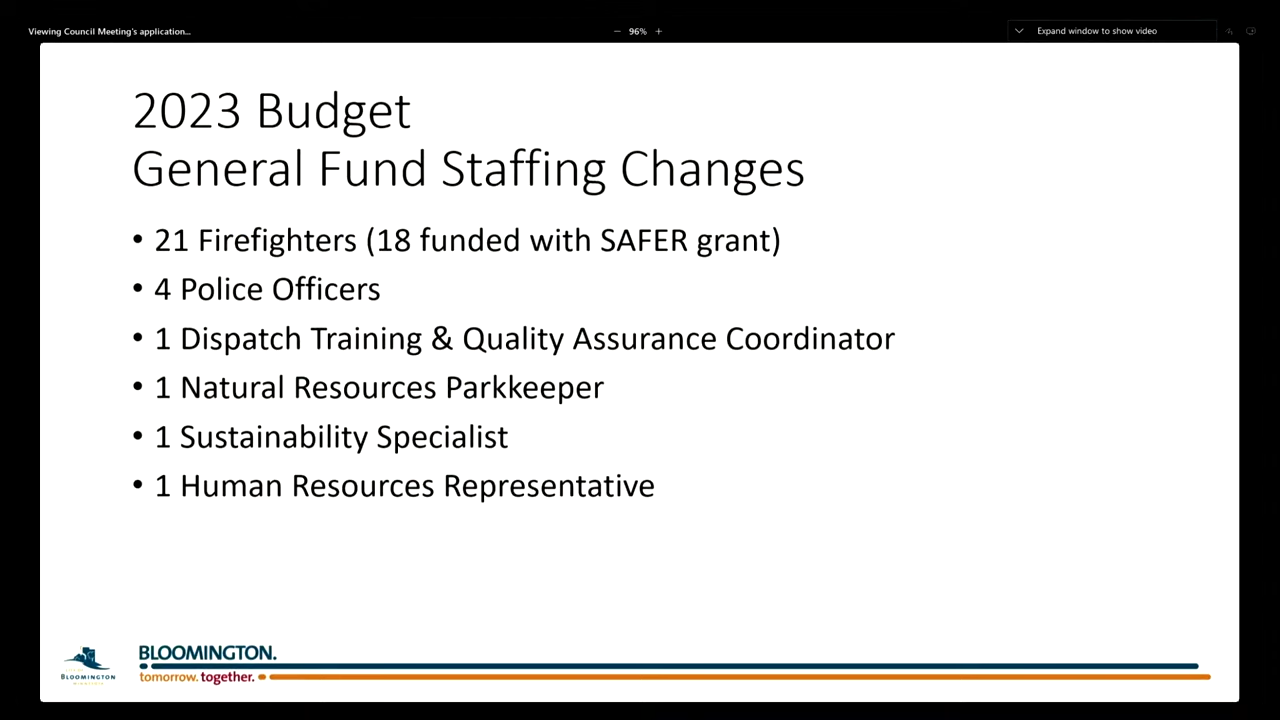 Viewing Council Meeting's application...
96%
Expand window to show video
2023 Budget
General Fund Staffing Changes
• 21 Firefighters (18 funded with SAFER grant)
• 4 Police Officers
• 1 Dispatch Training & Quality Assurance Coordinator
• 1 Natural Resources Parkkeeper
• 1 Sustainability Specialist
• 1 Human Resources Representative
BLOOMINGTON.
tomorrow. together.
BLOOMINGTON